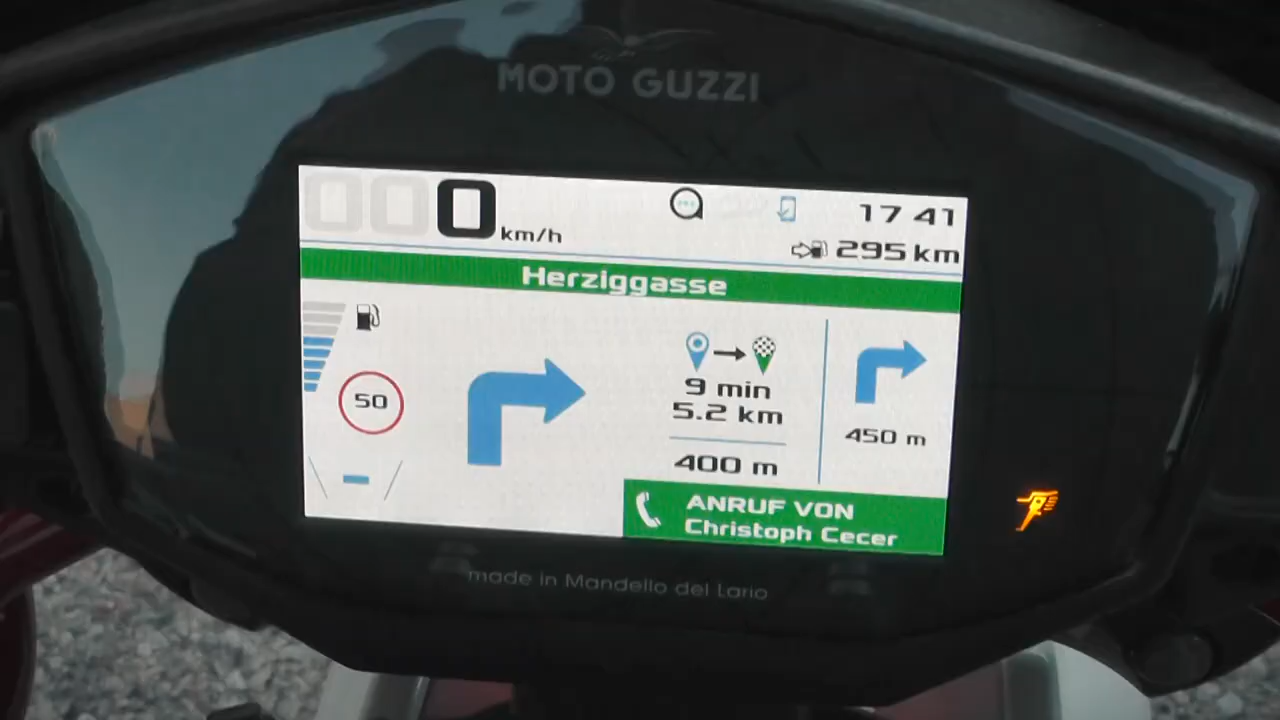 MOTO GUZZI
0 km/h
17 41
295 km
Herziggasse
50
9 min
5.2 km
400 m
450 m
ANRUF VON
Christoph Cecer
made in Mandello del Lario